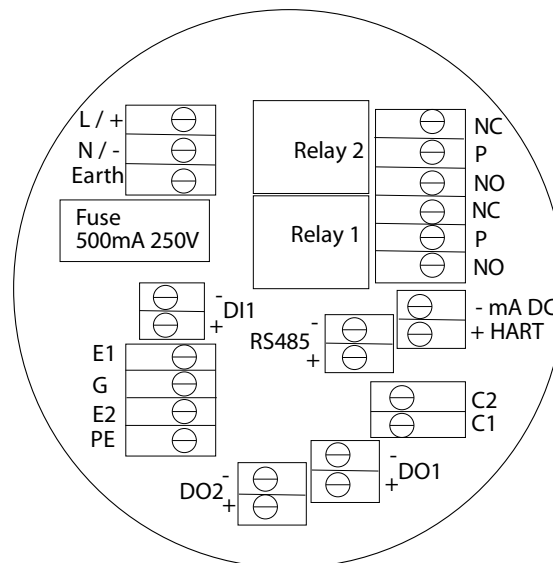 L / +
N / -
Earth
Fuse
500mA 250V
Relay 2
Relay 1
NC
P
NO
NC
P
NO
-
DI1
+
- mA DC
+ HART
-
RS485
+
E1
G
E2
PE
C2
C1
-
DO1
+
-
DO2
+